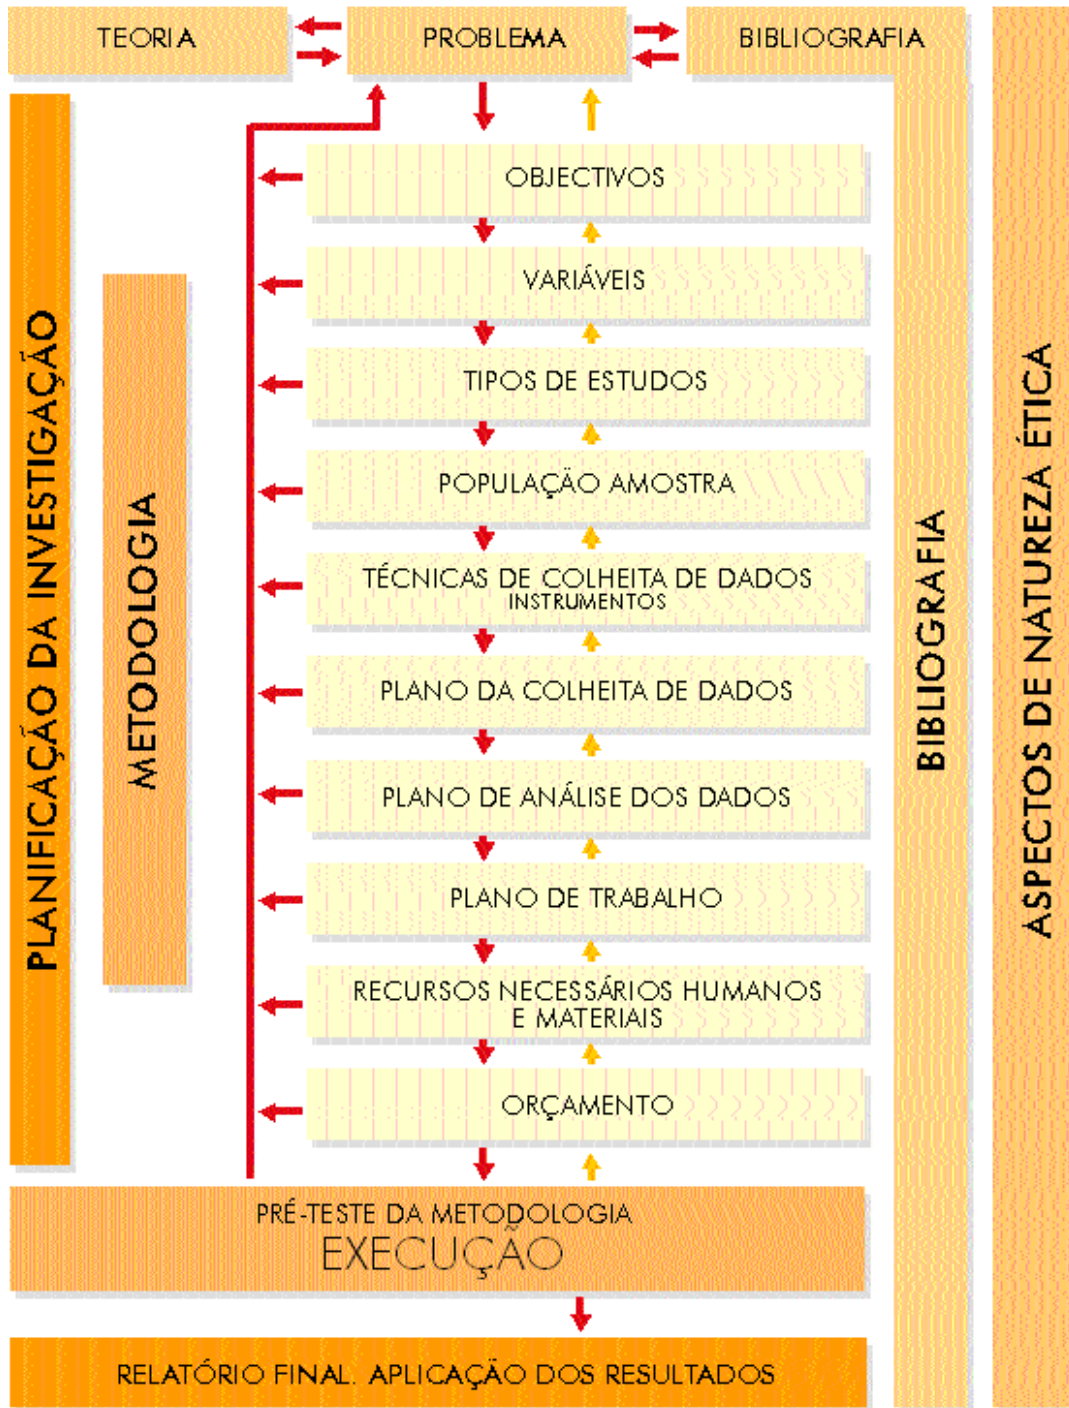 TEORIA
PROBLEMA
BIBLIOGRAFIA
PLANIFICAÇÃO DA INVESTIGAÇÃO
METODOLOGIA
OBJECTIVOS
VARIÁVEIS
TIPOS DE ESTUDOS
POPULAÇÃO AMOSTRA
TÉCNICAS DE COLHEITA DE DADOS
INSTRUMENTOS
PLANO DA COLHEITA DE DADOS
PLANO DE ANÁLISE DOS DADOS
PLANO DE TRABALHO
RECURSOS NECESSÁRIOS HUMANOS
E MATERIAIS
ORÇAMENTO
PRÉ-TESTE DA METODOLOGIA
EXECUÇÃO
RELATÓRIO FINAL. APLICAÇÃO DOS RESULTADOS
BIBLIOGRAFIA
ASPECTOS DE NATUREZA ÉTICA